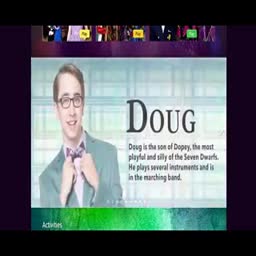 DOUG
Doug is the son of Dopey, the most
playful and silly of the Seven Dwarfs.
He plays several instruments and is
in the marching band.
Activities